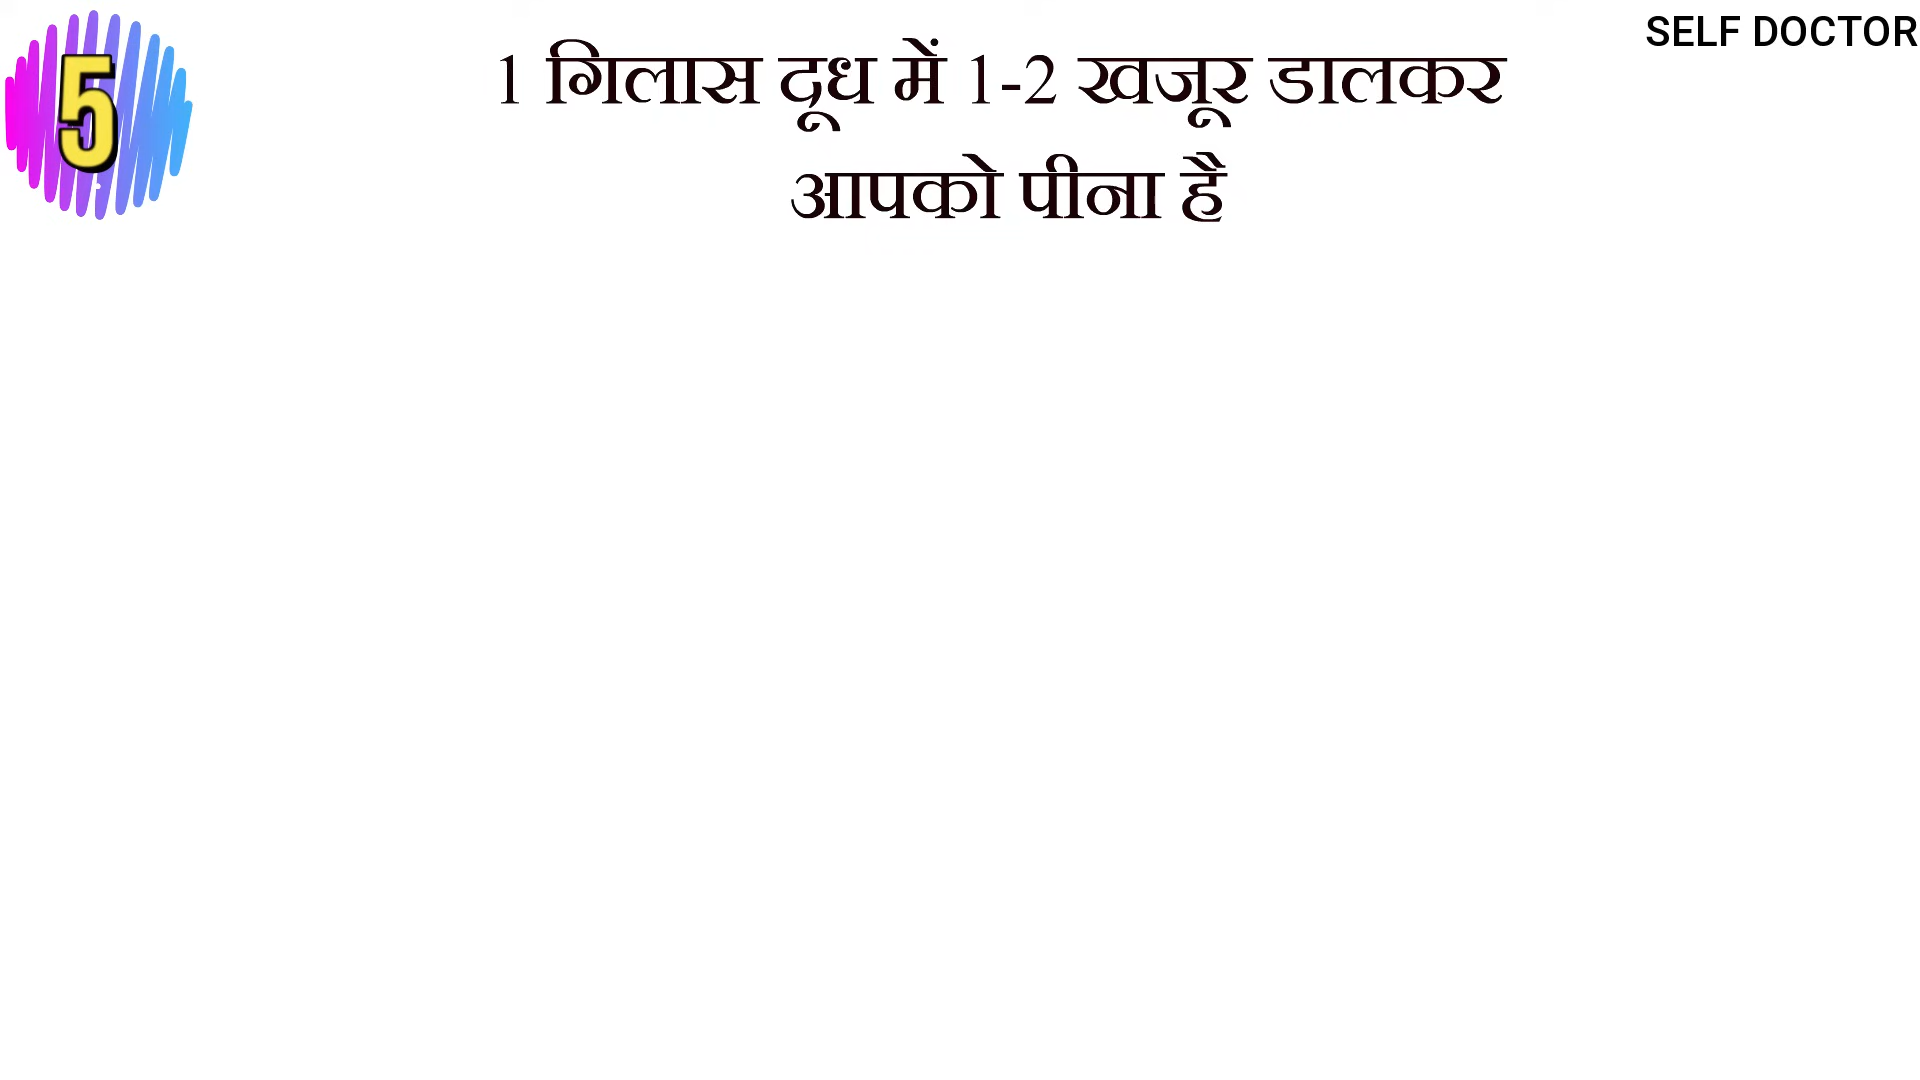 5
SELF DOCTOR
1 गिलास दूध में 1-2 खजूर डालकर
आपको पीना है